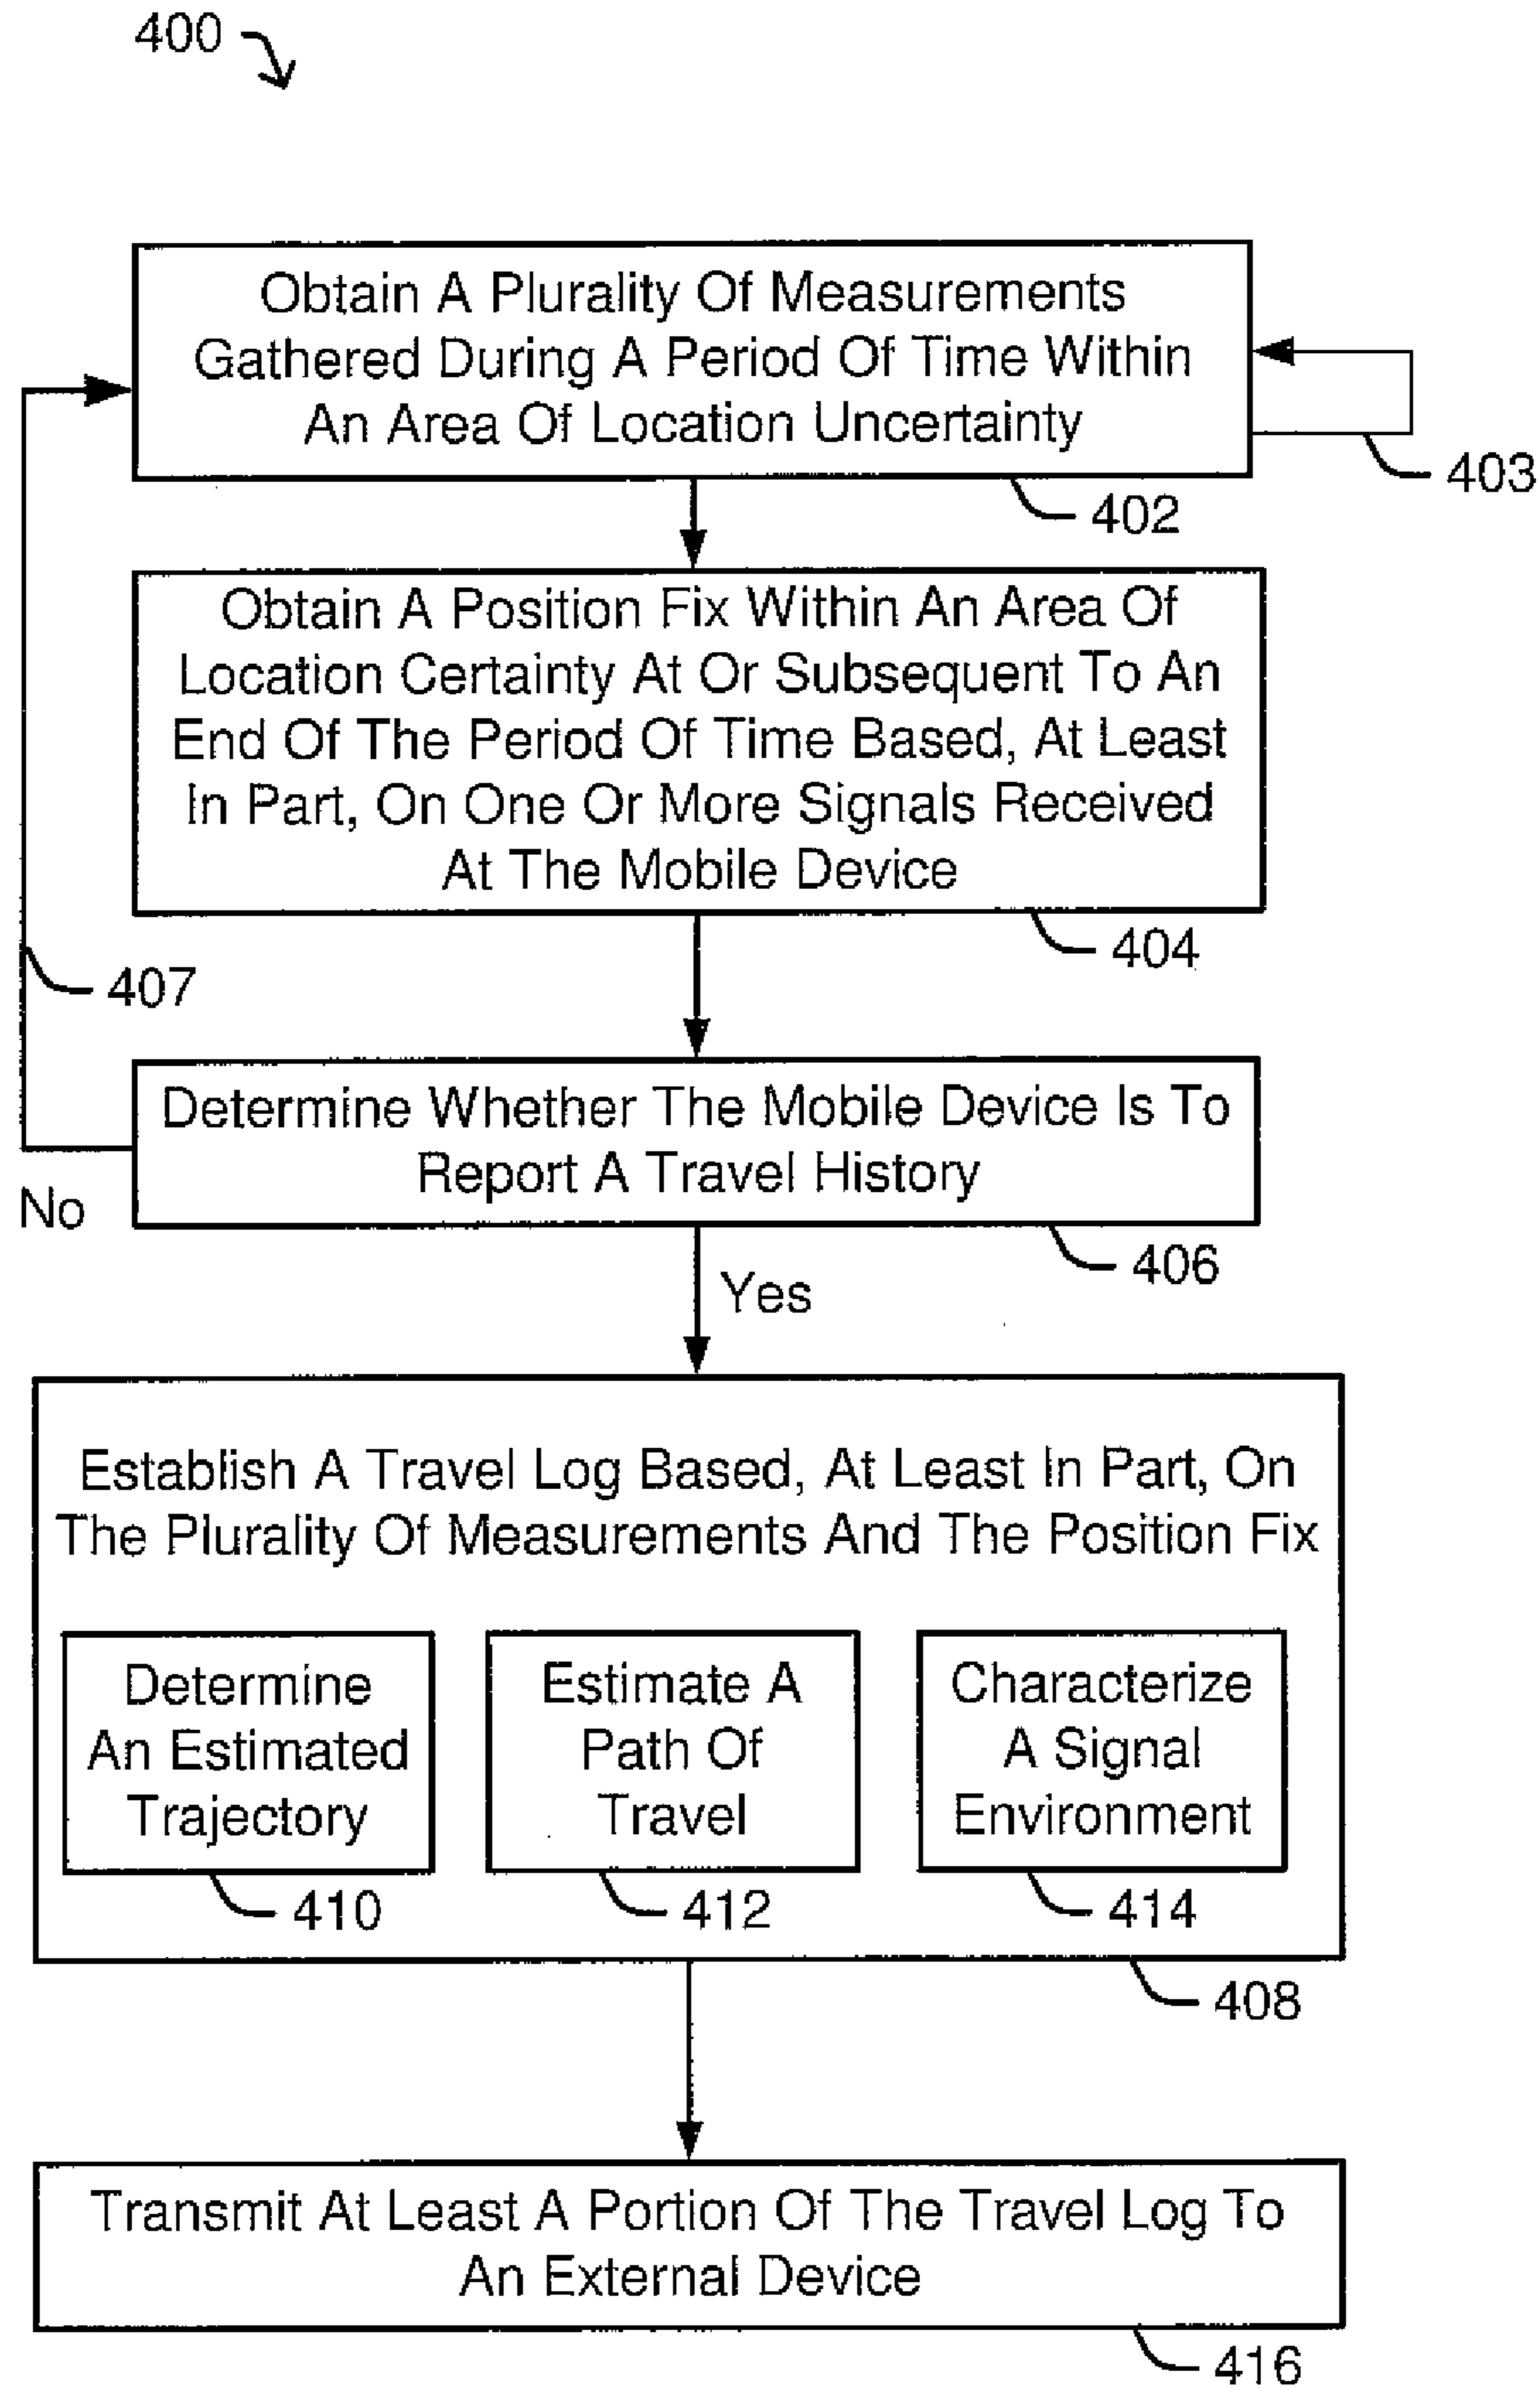 400
Obtain A Plurality Of Measurements
Gathered During A Period Of Time Within
An Area Of Location Uncertainty
403
402
Obtain A Position Fix Within An Area Of
Location Certainty At Or Subsequent To An
End Of The Period Of Time Based, At Least
In Part, On One Or More Signals Received
At The Mobile Device
404
407
Determine Whether The Mobile Device Is To
Report A Travel History
No
406
Yes
Establish A Travel Log Based, At Least In Part, On
The Plurality Of Measurements And The Position Fix
Determine
An Estimated
Trajectory
410
Estimate A
Path Of
Travel
412
Characterize
A Signal
Environment
414
408
Transmit At Least A Portion Of The Travel Log To
An External Device
416